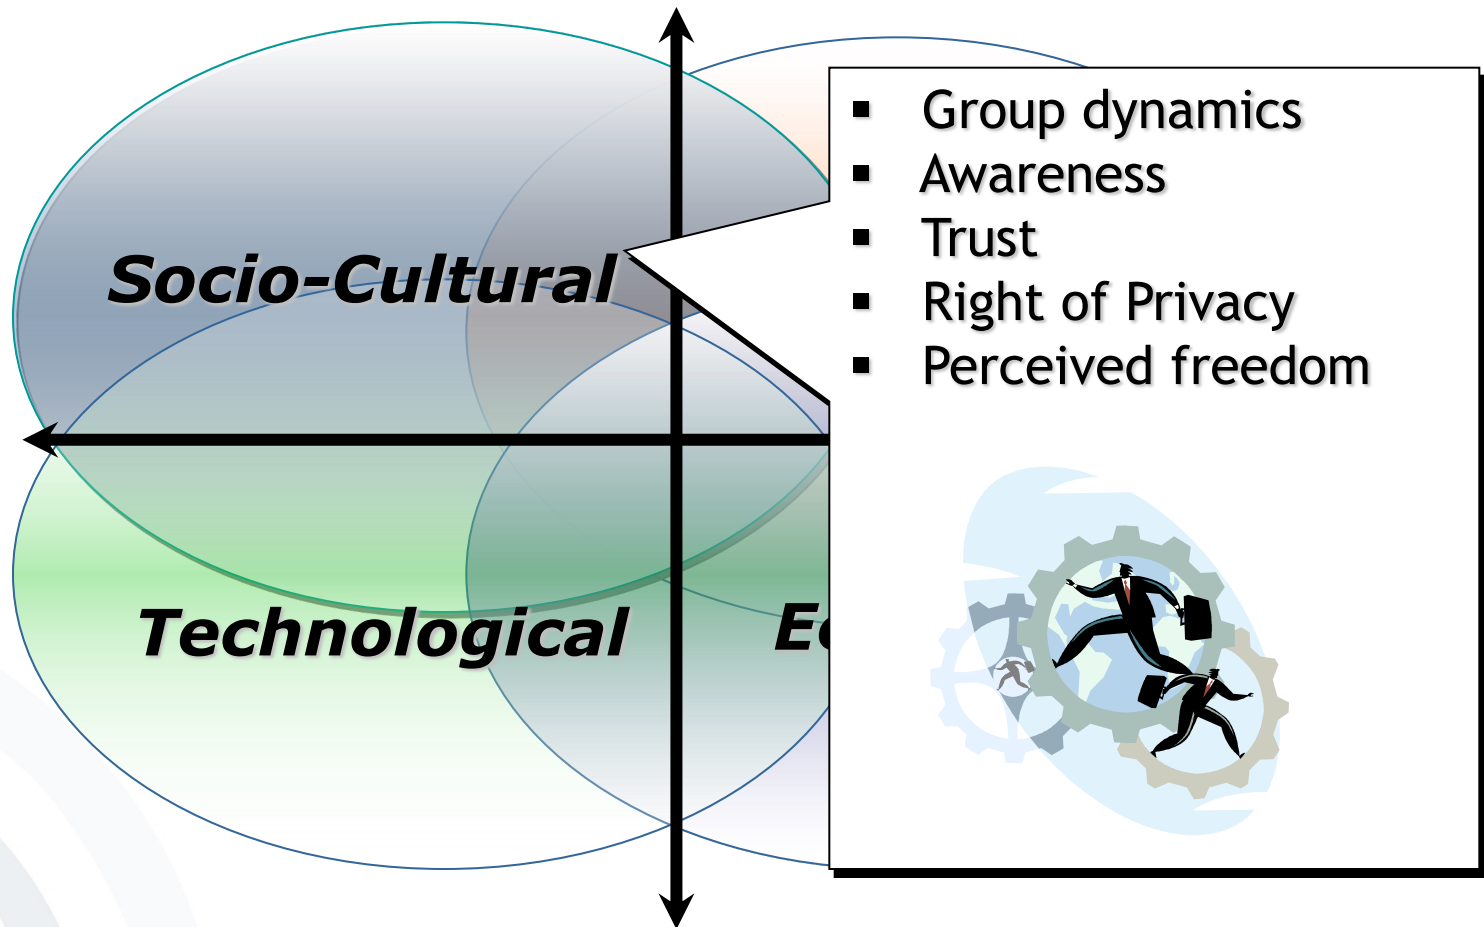 Socio-Cultural
▪ Group dynamics
▪ Awareness
▪ Trust
▪ Right of Privacy
▪ Perceived freedom
Technological